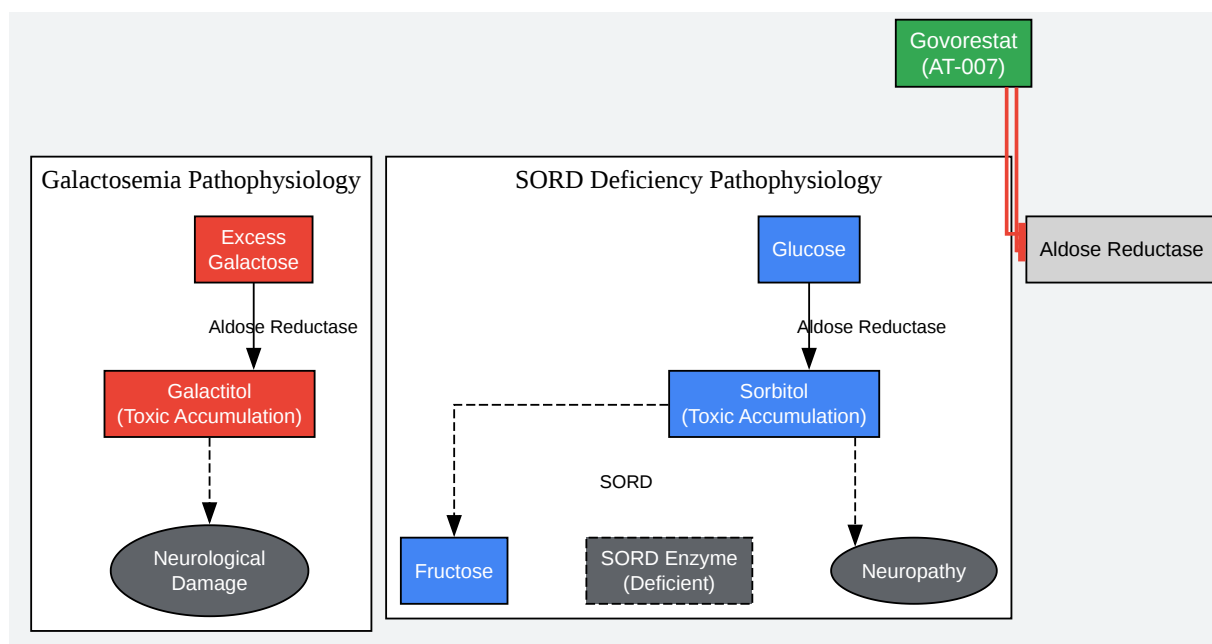 Govorestat
(AT-007)
Galactosemia Pathophysiology
SORD Deficiency Pathophysiology
Excess
Galactose
Glucose
Aldose Reductase
Aldose Reductase
Aldose Reductase
Galactitol
(Toxic Accumulation)
Sorbitol
(Toxic Accumulation)
SORD
Neurological
Damage
Fructose
SORD Enzyme
(Deficient)
Neuropathy